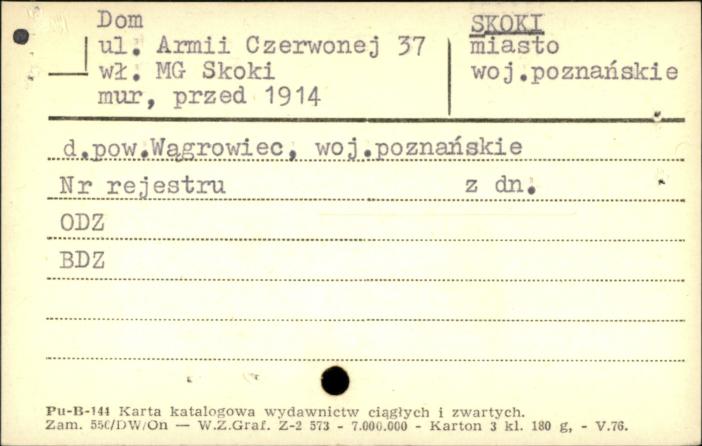 Dom
ul. Armii Czerwonej 37
wł. MG Skoki
mur, przed 1914
SKOKI
miasto
woj.poznańskie
d.pow.Wągrowiec, woj.poznańskie
Nr rejestru z dn.
ODZ
BDZ
Pu-B-144 Karta katalogowa wydawnictw ciągłych i zwartych.
Zam. 550/DW/On — W.Z.Graf. Z-2 573 - 7.000.000 - Karton 3 kl. 180 g, - V.76.